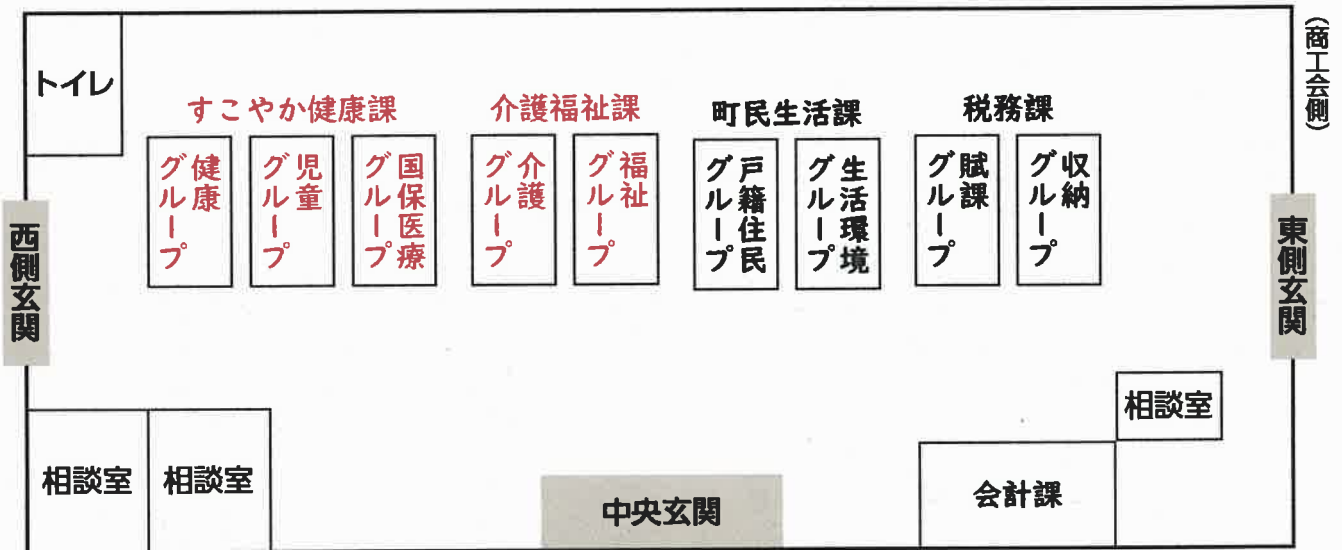 トイレ
(商工会側)
すこやか健康課
介護福祉課
町民生活課
税務課
健康
グループ
児童
グループ
国保医療
グループ
介護
グループ
福祉
グループ
戸籍住民
グループ
生活環境
グループ
賦課
グループ
収納
グループ
西側玄関
東側玄関
相談室
相談室
中央玄関
会計課
相談室